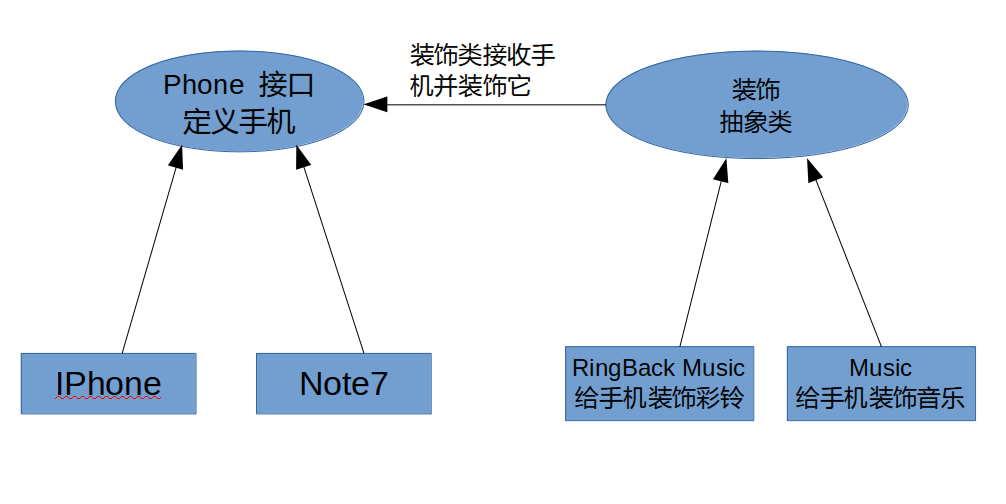 Phone 接口
定义手机
装饰类接收手
机并装饰它
装饰
抽象类
IPhone
Note7
RingBack Music
给手机装饰彩铃
Music
给手机装饰音乐